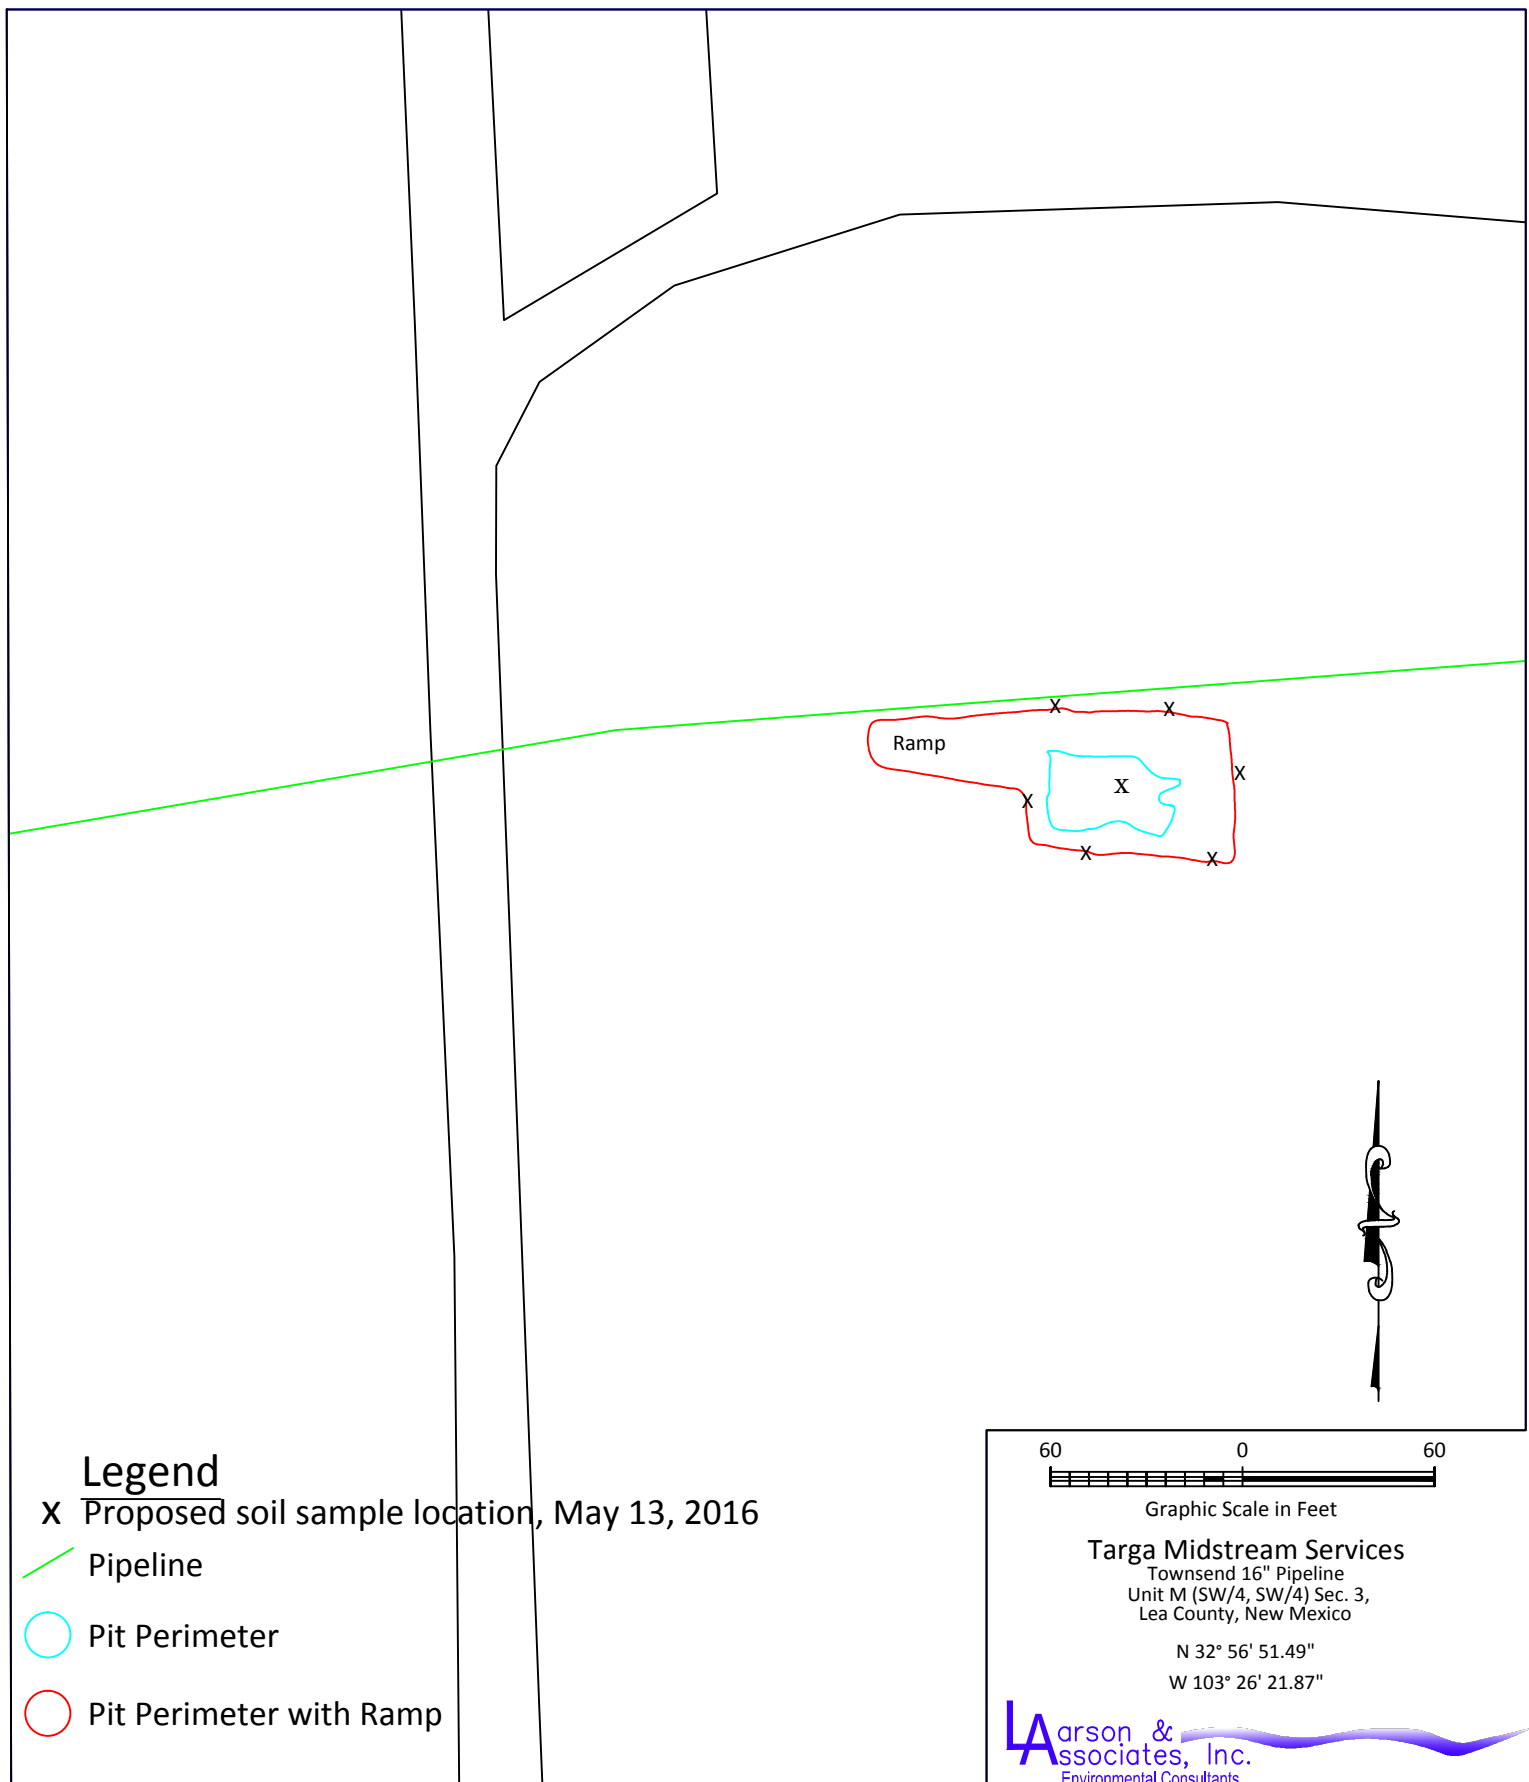 X
X
Ramp
X
x
X
X
X
Legend
X Proposed soil sample location, May 13, 2016
Pipeline
Pit Perimeter
Pit Perimeter with Ramp
60 0 60
Graphic Scale in Feet
Targa Midstream Services
Townsend 16" Pipeline
Unit M (SW/4, SW/4) Sec. 3,
Lea County, New Mexico
N 32° 56' 51.49"
W 103° 26' 21.87"
Larson &
Associates, Inc.
Environmental Consultants